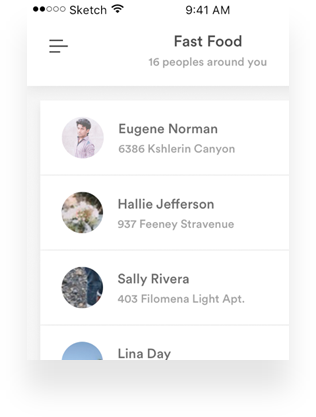 Sketch 9:41 AM
Fast Food
16 peoples around you
Eugene Norman
6386 Kshlerin Canyon
Hallie Jefferson
937 Feeney Stravenue
Sally Rivera
403 Filomena Light Apt.
Lina Day